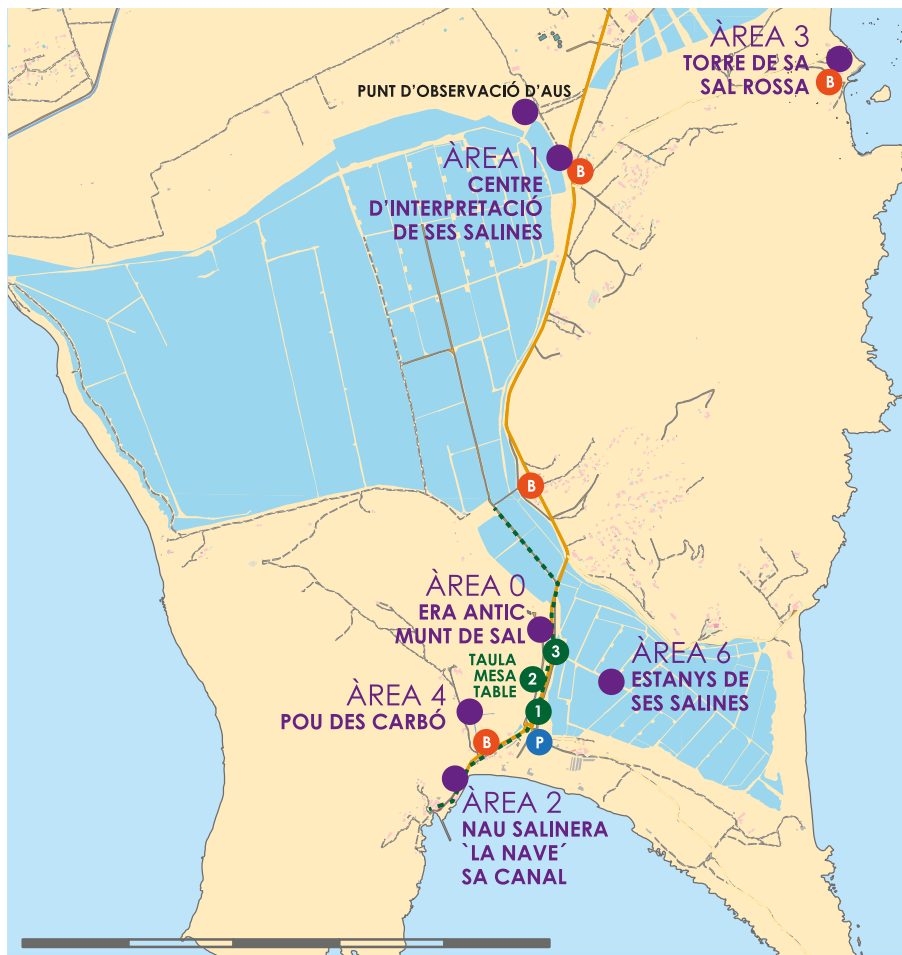 ÀREA 3
TORRE DE SA
SAL ROSSA
B
PUNT D'OBSERVACIÓ D'AUS
ÀREA 1
CENTRE
D'INTERPRETACIÓ
DE SES SALINES
B
B
ÀREA 0
ERA ANTIC
MUNT DE SAL
3
TAULA
MESA
TABLE
2
1
ÀREA 6
ESTANYS DE
SES SALINES
ÀREA 4
POU DES CARBÓ
B
P
ÀREA 2
NAU SALINERA
`LA NAVE´
SA CANAL